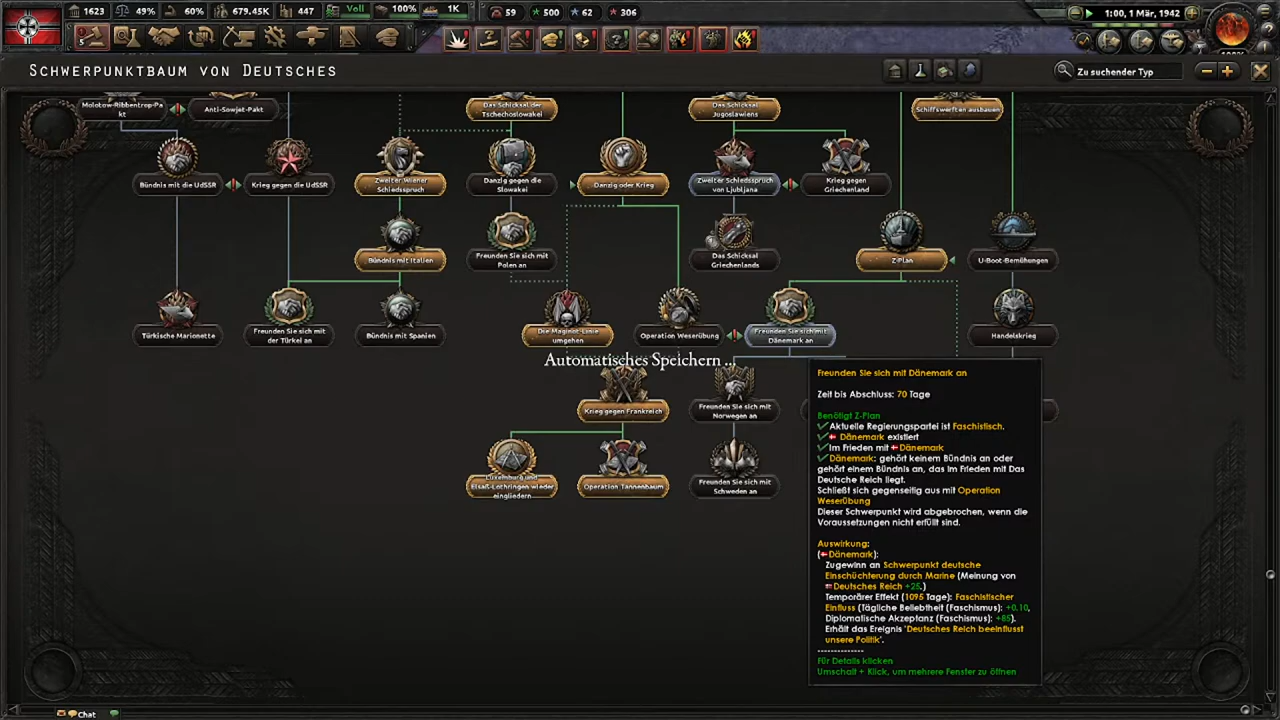 1623 49% 60% 679.45K 447 Voll 100% 1K 59 500 62 306 1:00, 1 Mär, 1942
5
Schwerpunktbaum von Deutsches
Zu suchender Typ
Molotow-Ribbentrop-Pa
kt
Anti-Sowjet-Pakt
Das Schicksal der
Tschechoslowakei
Das Schicksal
Jugoslawiens
Schiffswerften ausbauen
Bündnis mit die UdSSR
Krieg gegen die UdSSR
Zweiter Wiener
Schiedsspruch
Danzig gegen die
Slowakei
Danzig oder Krieg
Zweiter Schiedsspruch
von Ljubljana
Krieg gegen
Griechenland
Bündnis mit Italien
Freunden Sie sich mit
Polen an
Das Schicksal
Griechenlands
Z-Plan
U-Boot-Bemühungen
Türkische Marionette
Freunden Sie sich mit
der Türkei an
Bündnis mit Spanien
Die Maginot-Linie
umgehen
Operation Weserübung
Freunden Sie sich mit
Dänemark an
Handelskrieg
Automatisches Speichern ...
Krieg gegen Frankreich
Freunden Sie sich mit
Norwegen an
Luxemburg und
Elsaß-Lothringen wieder
eingliedern
Operation Tannenbaum
Freunden Sie sich mit
Schweden an
Freunden Sie sich mit Dänemark an
Zeit bis Abschluss: 70 Tage
Benötigt Z-Plan
Aktuelle Regierungspartei ist Faschistisch.
Dänemark existiert
Im Frieden mit Dänemark
Dänemark: gehört keinem Bündnis an oder
gehört einem Bündnis an, das im Frieden mit Das
Deutsche Reich liegt.
Schließt sich gegenseitig aus mit Operation
Weserübung
Dieser Schwerpunkt wird abgebrochen, wenn die
Voraussetzungen nicht erfüllt sind.
Auswirkung:
(Dänemark):
Zugewinn an Schwerpunkt deutsche
Einschüchterung durch Marine (Meinung von
Deutsches Reich +25.)
Temporärer Effekt (1095 Tage): Faschistischer
Einfluss (Tägliche Beliebtheit (Faschismus): +0.10,
Diplomatische Akzeptanz (Faschismus): +85).
Erhält das Ereignis 'Deutsches Reich beeinflusst
unsere Politik'.
--------------
Für Details klicken
Umschalt + Klick, um mehrere Fenster zu öffnen
Chat